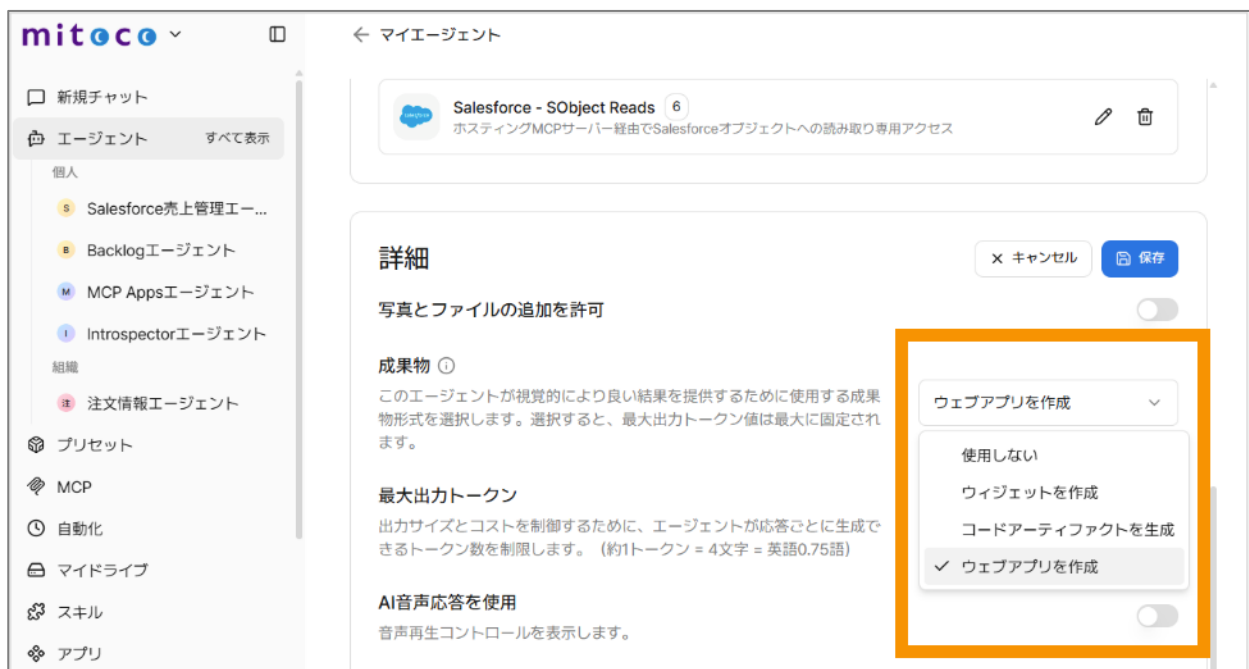 mitoco
新規チャット
エージェント すべて表示
個人
S Salesforce売上管理エー...
B Backlogエージェント
M MCP Appsエージェント
I Introspectorエージェント
組織
注 注文情報エージェント
プリセット
MCP
自動化
マイドライブ
スキル
アプリ
← マイエージェント
Salesforce - SObject Reads 6
ホスティングMCPサーバー経由でSalesforceオブジェクトへの読み取り専用アクセス
詳細
× キャンセル
保存
写真とファイルの追加を許可
成果物
このエージェントが視覚的により良い結果を提供するために使用する成果
物形式を選択します。選択すると、最大出力トークン値は最大に固定され
ます。
ウェブアプリを作成
使用しない
ウィジェットを作成
コードアーティファクトを生成
✓ ウェブアプリを作成
最大出力トークン
出力サイズとコストを制御するために、エージェントが応答ごとに生成で
きるトークン数を制限します。 (約1トークン = 4文字 = 英語0.75語)
AI音声応答を使用
音声再生コントロールを表示します。